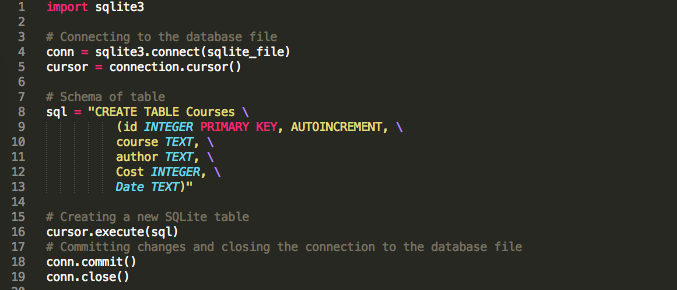 1 import sqlite3
2
3 # Connecting to the database file
4 conn = sqlite3.connect(sqlite_file)
5 cursor = connection.cursor()
6
7 # Schema of table
8 sql = "CREATE TABLE Courses \
9 (id INTEGER PRIMARY KEY, AUTOINCREMENT, \
10 course TEXT, \
11 author TEXT, \
12 Cost INTEGER, \
13 Date TEXT)"
14
15 # Creating a new SQLite table
16 cursor.execute(sql)
17 # Committing changes and closing the connection to the database file
18 conn.commit()
19 conn.close()